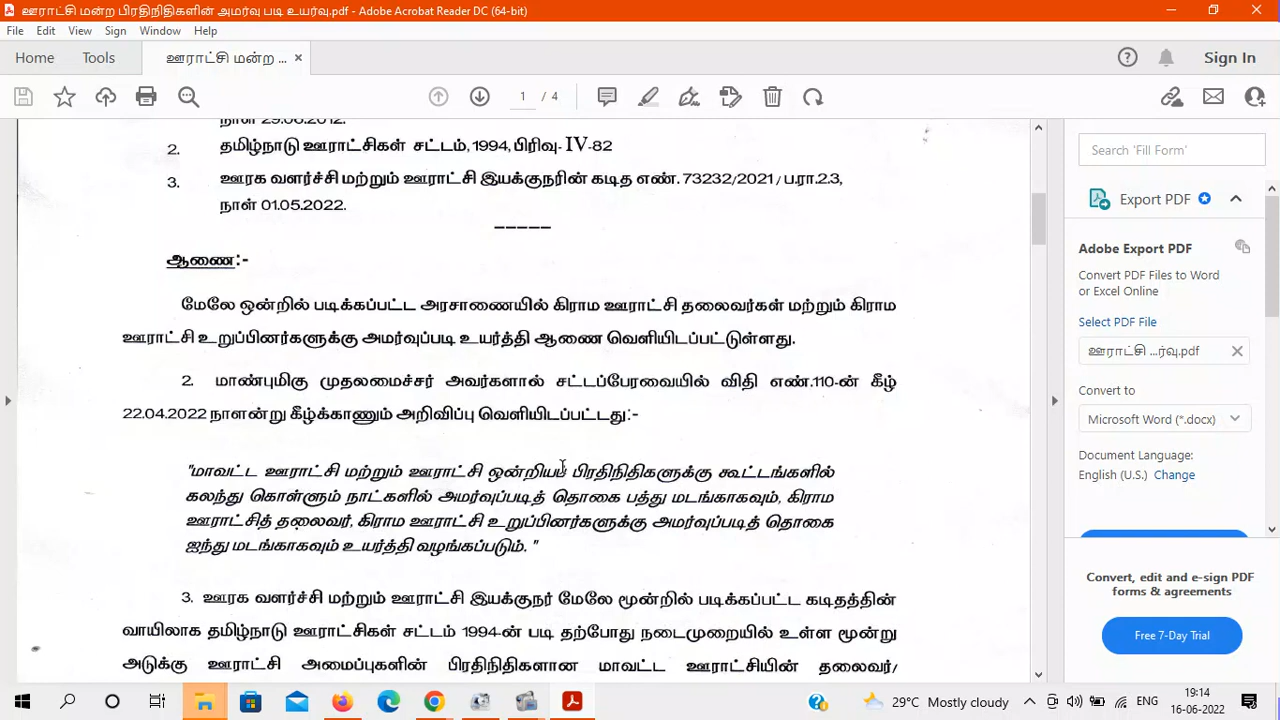 ஊராட்சி மன்ற பிரதிநிதிகளின் அமர்வு படி உயர்வு.pdf - Adobe Acrobat Reader DC (64-bit)
File Edit View Sign Window Help
Home Tools ஊராட்சி மன்ற ... × Sign In
1 / 4
நாள் 29.06.2012.
2. தமிழ்நாடு ஊராட்சிகள் சட்டம், 1994, பிரிவு- IV-82
3. ஊரக வளர்ச்சி மற்றும் ஊராட்சி இயக்குநரின் கடித எண். 73232/2021 / ப.ரா.2.3,
நாள் 01.05.2022.
-----
ஆணை:-
மேலே ஒன்றில் படிக்கப்பட்ட அரசாணையில் கிராம ஊராட்சி தலைவர்கள் மற்றும் கிராம
ஊராட்சி உறுப்பினர்களுக்கு அமர்வுப்படி உயர்த்தி ஆணை வெளியிடப்பட்டுள்ளது.
2. மாண்புமிகு முதலமைச்சர் அவர்களால் சட்டப்பேரவையில் விதி எண்.110-ன் கீழ்
22.04.2022 நாளன்று கீழ்க்காணும் அறிவிப்பு வெளியிடப்பட்டது:-
"மாவட்ட ஊராட்சி மற்றும் ஊராட்சி ஒன்றிய பிரதிநிதிகளுக்கு கூட்டங்களில்
கலந்து கொள்ளும் நாட்களில் அமர்வுப்படித் தொகை பத்து மடங்காகவும், கிராம
ஊராட்சித் தலைவர், கிராம ஊராட்சி உறுப்பினர்களுக்கு அமர்வுப்படித் தொகை
ஐந்து மடங்காகவும் உயர்த்தி வழங்கப்படும். "
3. ஊரக வளர்ச்சி மற்றும் ஊராட்சி இயக்குநர் மேலே மூன்றில் படிக்கப்பட்ட கடிதத்தின்
வாயிலாக தமிழ்நாடு ஊராட்சிகள் சட்டம் 1994-ன் படி தற்போது நடைமுறையில் உள்ள மூன்று
அடுக்கு ஊராட்சி அமைப்புகளின் பிரதிநிதிகளான மாவட்ட ஊராட்சியின் தலைவர்/
Search 'Fill Form'
Export PDF
Adobe Export PDF
Convert PDF Files to Word
or Excel Online
Select PDF File
ஊராட்சி ...ர்வு.pdf
Convert to
Microsoft Word (*.docx)
Document Language:
English (U.S.) Change
Convert, edit and e-sign PDF
forms & agreements
Free 7-Day Trial
29°C Mostly cloudy ENG 19:14
16-06-2022